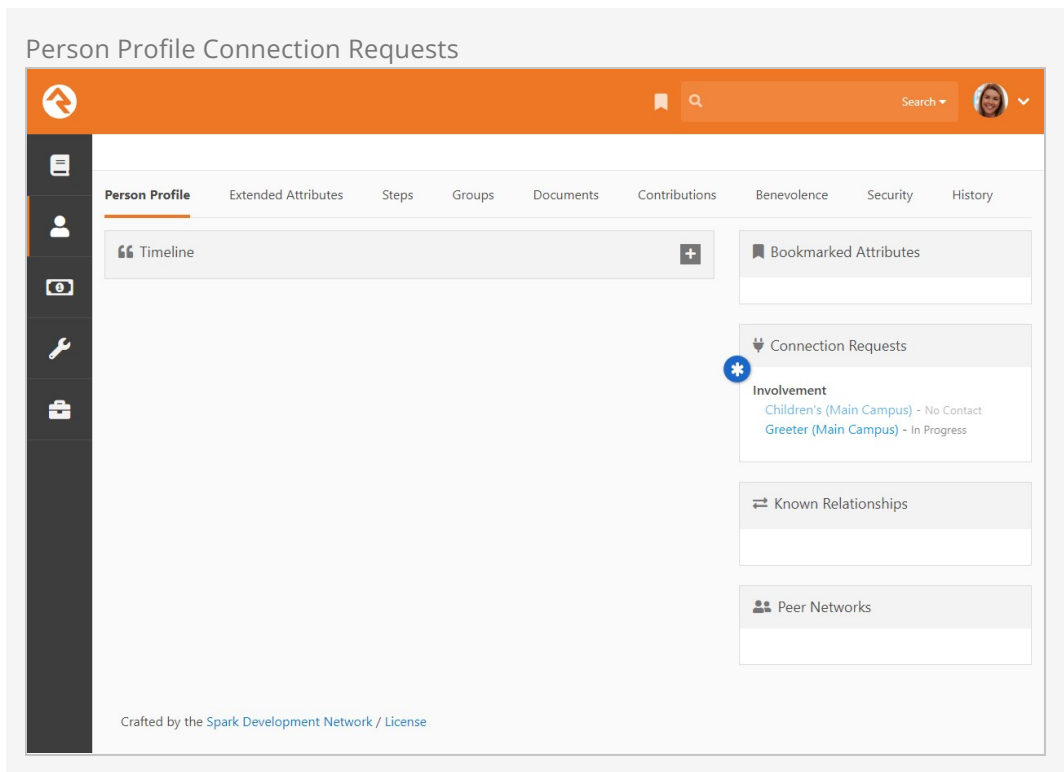 Person Profile Connection Requests
Search
Person Profile Extended Attributes Steps Groups Documents Contributions Benevolence Security History
Timeline
Bookmarked Attributes
Connection Requests
Involvement
Children's (Main Campus) - No Contact
Greeter (Main Campus) - In Progress
Known Relationships
Peer Networks
Crafted by the Spark Development Network / License